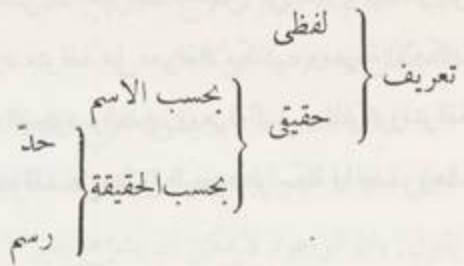 تعريف
لفظى
حقيقى
بحسب الاسم
بحسب الحقيقة
حدّ
رسم